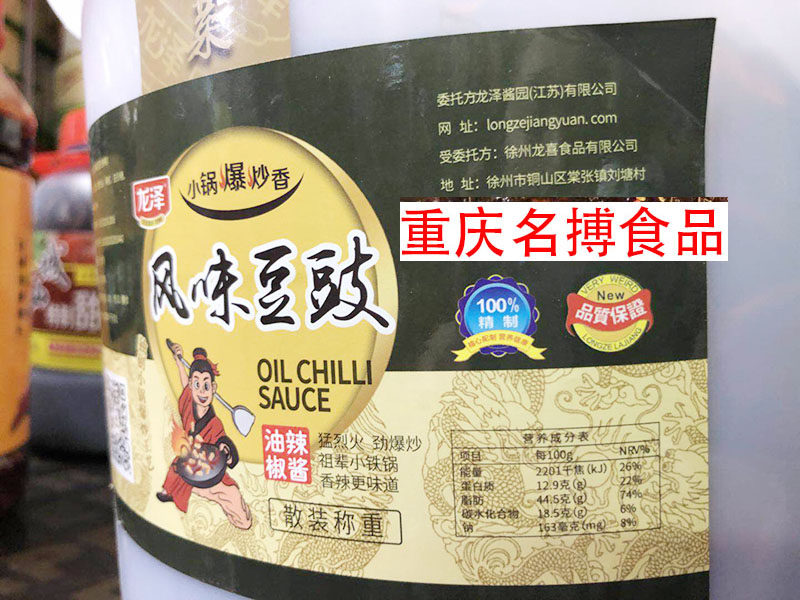 菜
龙泽
小锅爆炒香
风味豆豉
OIL CHILLI
SAUCE
油辣
椒酱
猛烈火 劲爆炒
祖辈小铁锅
香辣更味道
散装称重
委托方龙泽酱园(江苏)有限公司
网 址：longzejiangyuan.com
受委托方：徐州龙喜食品有限公司
地 址：徐州市铜山区棠张镇刘塘村
重庆名搏食品
100%
精 制
VERY WEIRD
New
品質保證
LONGZE LAJIANG
营养成分表
项目 每100g NRV%
能量 2201千焦(kJ) 26%
蛋白质 12.9克(g) 22%
脂肪 44.5克(g) 74%
碳水化合物 18.5克(g) 6%
钠 163毫克(mg) 8%